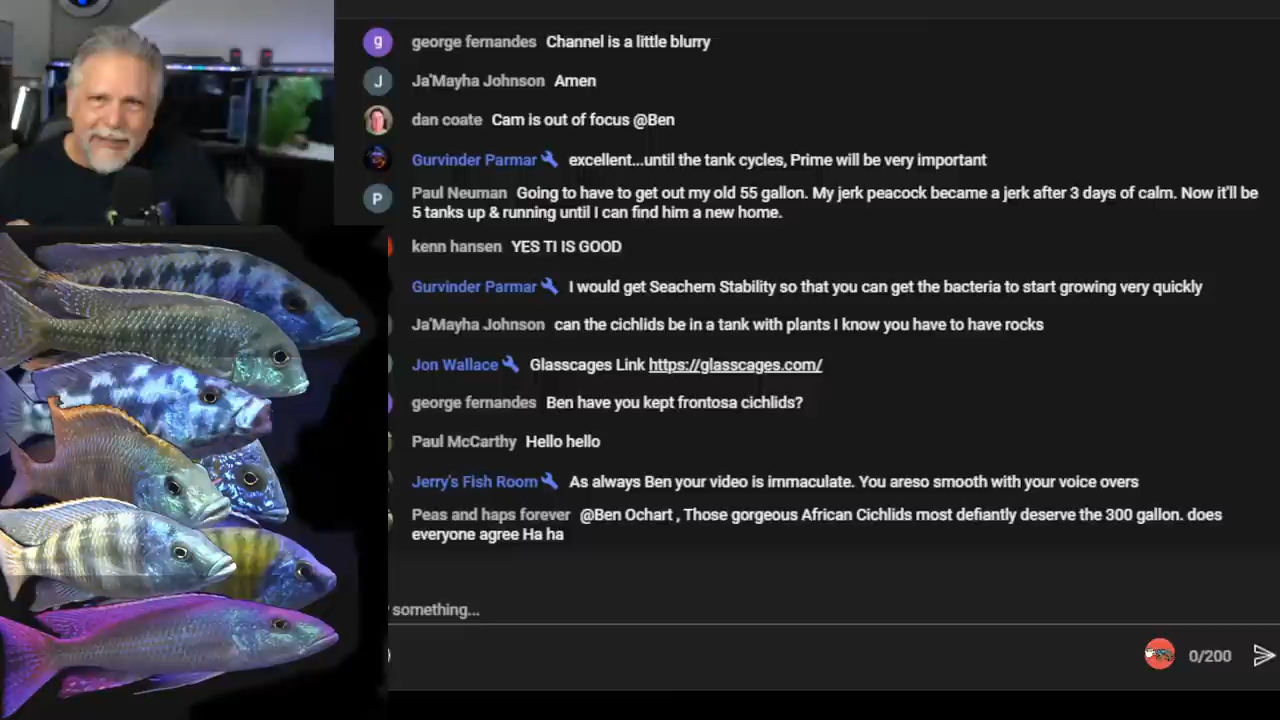 g george fernandes Channel is a little blurry
J Ja'Mayha Johnson Amen
dan coate Cam is out of focus @Ben
Gurvinder Parmar excellent...until the tank cycles, Prime will be very important
P Paul Neuman Going to have to get out my old 55 gallon. My jerk peacock became a jerk after 3 days of calm. Now it'll be
5 tanks up & running until I can find him a new home.
kenn hansen YES TI IS GOOD
Gurvinder Parmar I would get Seachem Stability so that you can get the bacteria to start growing very quickly
Ja'Mayha Johnson can the cichlids be in a tank with plants I know you have to have rocks
Jon Wallace Glasscages Link https://glasscages.com/
george fernandes Ben have you kept frontosa cichlids?
Paul McCarthy Hello hello
Jerry's Fish Room As always Ben your video is immaculate. You areso smooth with your voice overs
Peas and haps forever @Ben Ochart , Those gorgeous African Cichlids most defiantly deserve the 300 gallon. does
everyone agree Ha ha
something...
0/200